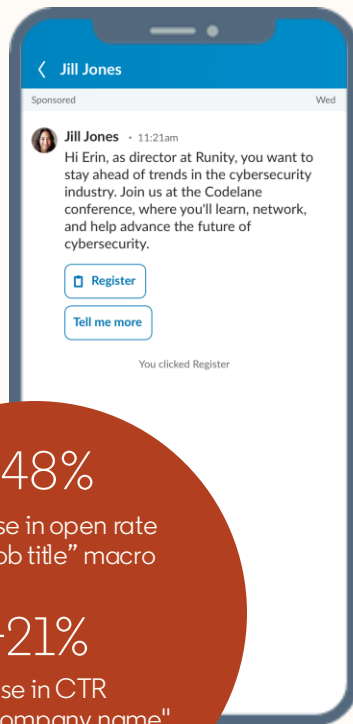 Jill Jones
Sponsored Wed
Jill Jones · 11:21am
Hi Erin, as director at Runity, you want to
stay ahead of trends in the cybersecurity
industry. Join us at the Codelane
conference, where you'll learn, network,
and help advance the future of
cybersecurity.
Register
Tell me more
You clicked Register
48%
se in open rate
ob title” macro
21%
se in CTR
ompany name"